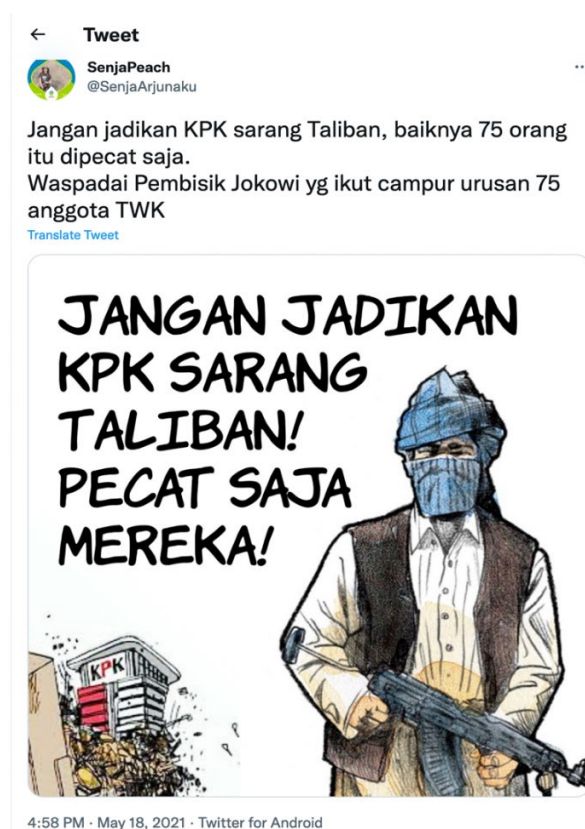 Tweet
SenjaPeach
@SenjaArjunaku
Jangan jadikan KPK sarang Taliban, baiknya 75 orang
itu dipecat saja.
Waspadai Pembisik Jokowi yg ikut campur urusan 75
anggota TWK
Translate Tweet
JANGAN JADIKAN
KPK SARANG
TALIBAN!
PECAT SAJA
MEREKA!
KPK
4:58 PM · May 18, 2021 · Twitter for Android